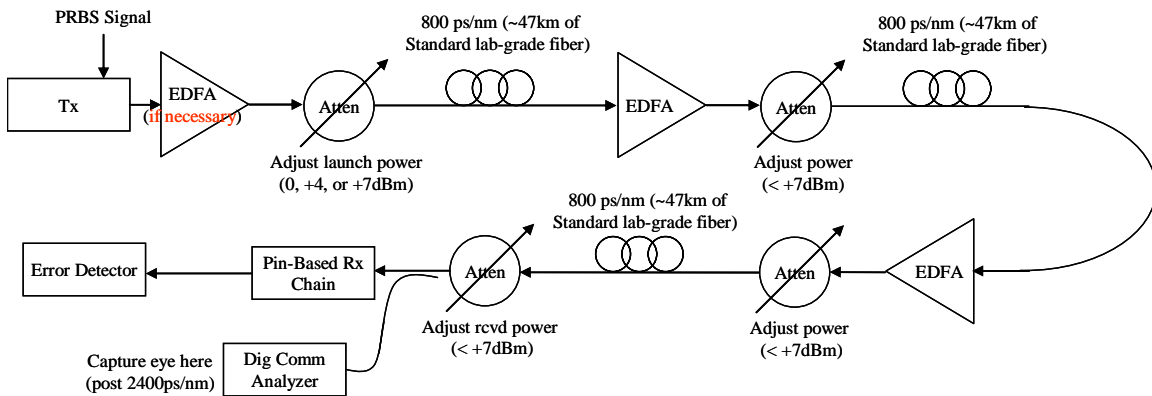 PRBS Signal
Tx
EDFA
(if necessary)
Atten
Adjust launch power
(0, +4, or +7dBm)
800 ps/nm (~47km of
Standard lab-grade fiber)
EDFA
Atten
Adjust power
(< +7dBm)
800 ps/nm (~47km of
Standard lab-grade fiber)
EDFA
Atten
Adjust power
(< +7dBm)
800 ps/nm (~47km of
Standard lab-grade fiber)
Atten
Adjust rcvd power
(< +7dBm)
Pin-Based Rx
Chain
Error Detector
Capture eye here
(post 2400ps/nm)
Dig Comm
Analyzer